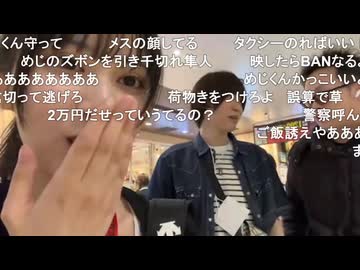 くん守って メスの顔してる タクシーのればいい
めじのズボンを引き千切れ隼人 映したらBANなるよ
ああああああああ めじくんかっこいい
切って逃げろ 荷物きをつけろよ 誤算で草
2万円だせっていうてるの? 警察呼ん
ご飯誘えやあああ